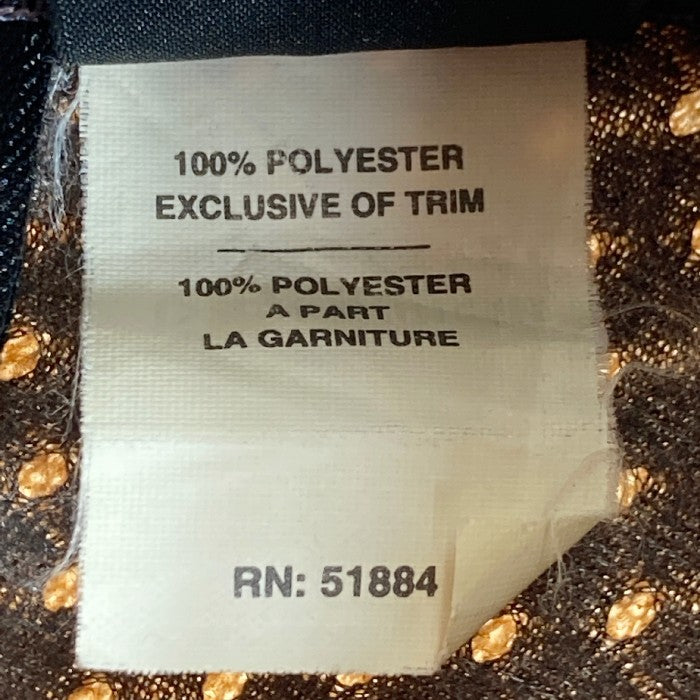 100% POLYESTER
EXCLUSIVE OF TRIM
100% POLYESTER
A PART
LA GARNITURE
RN: 51884